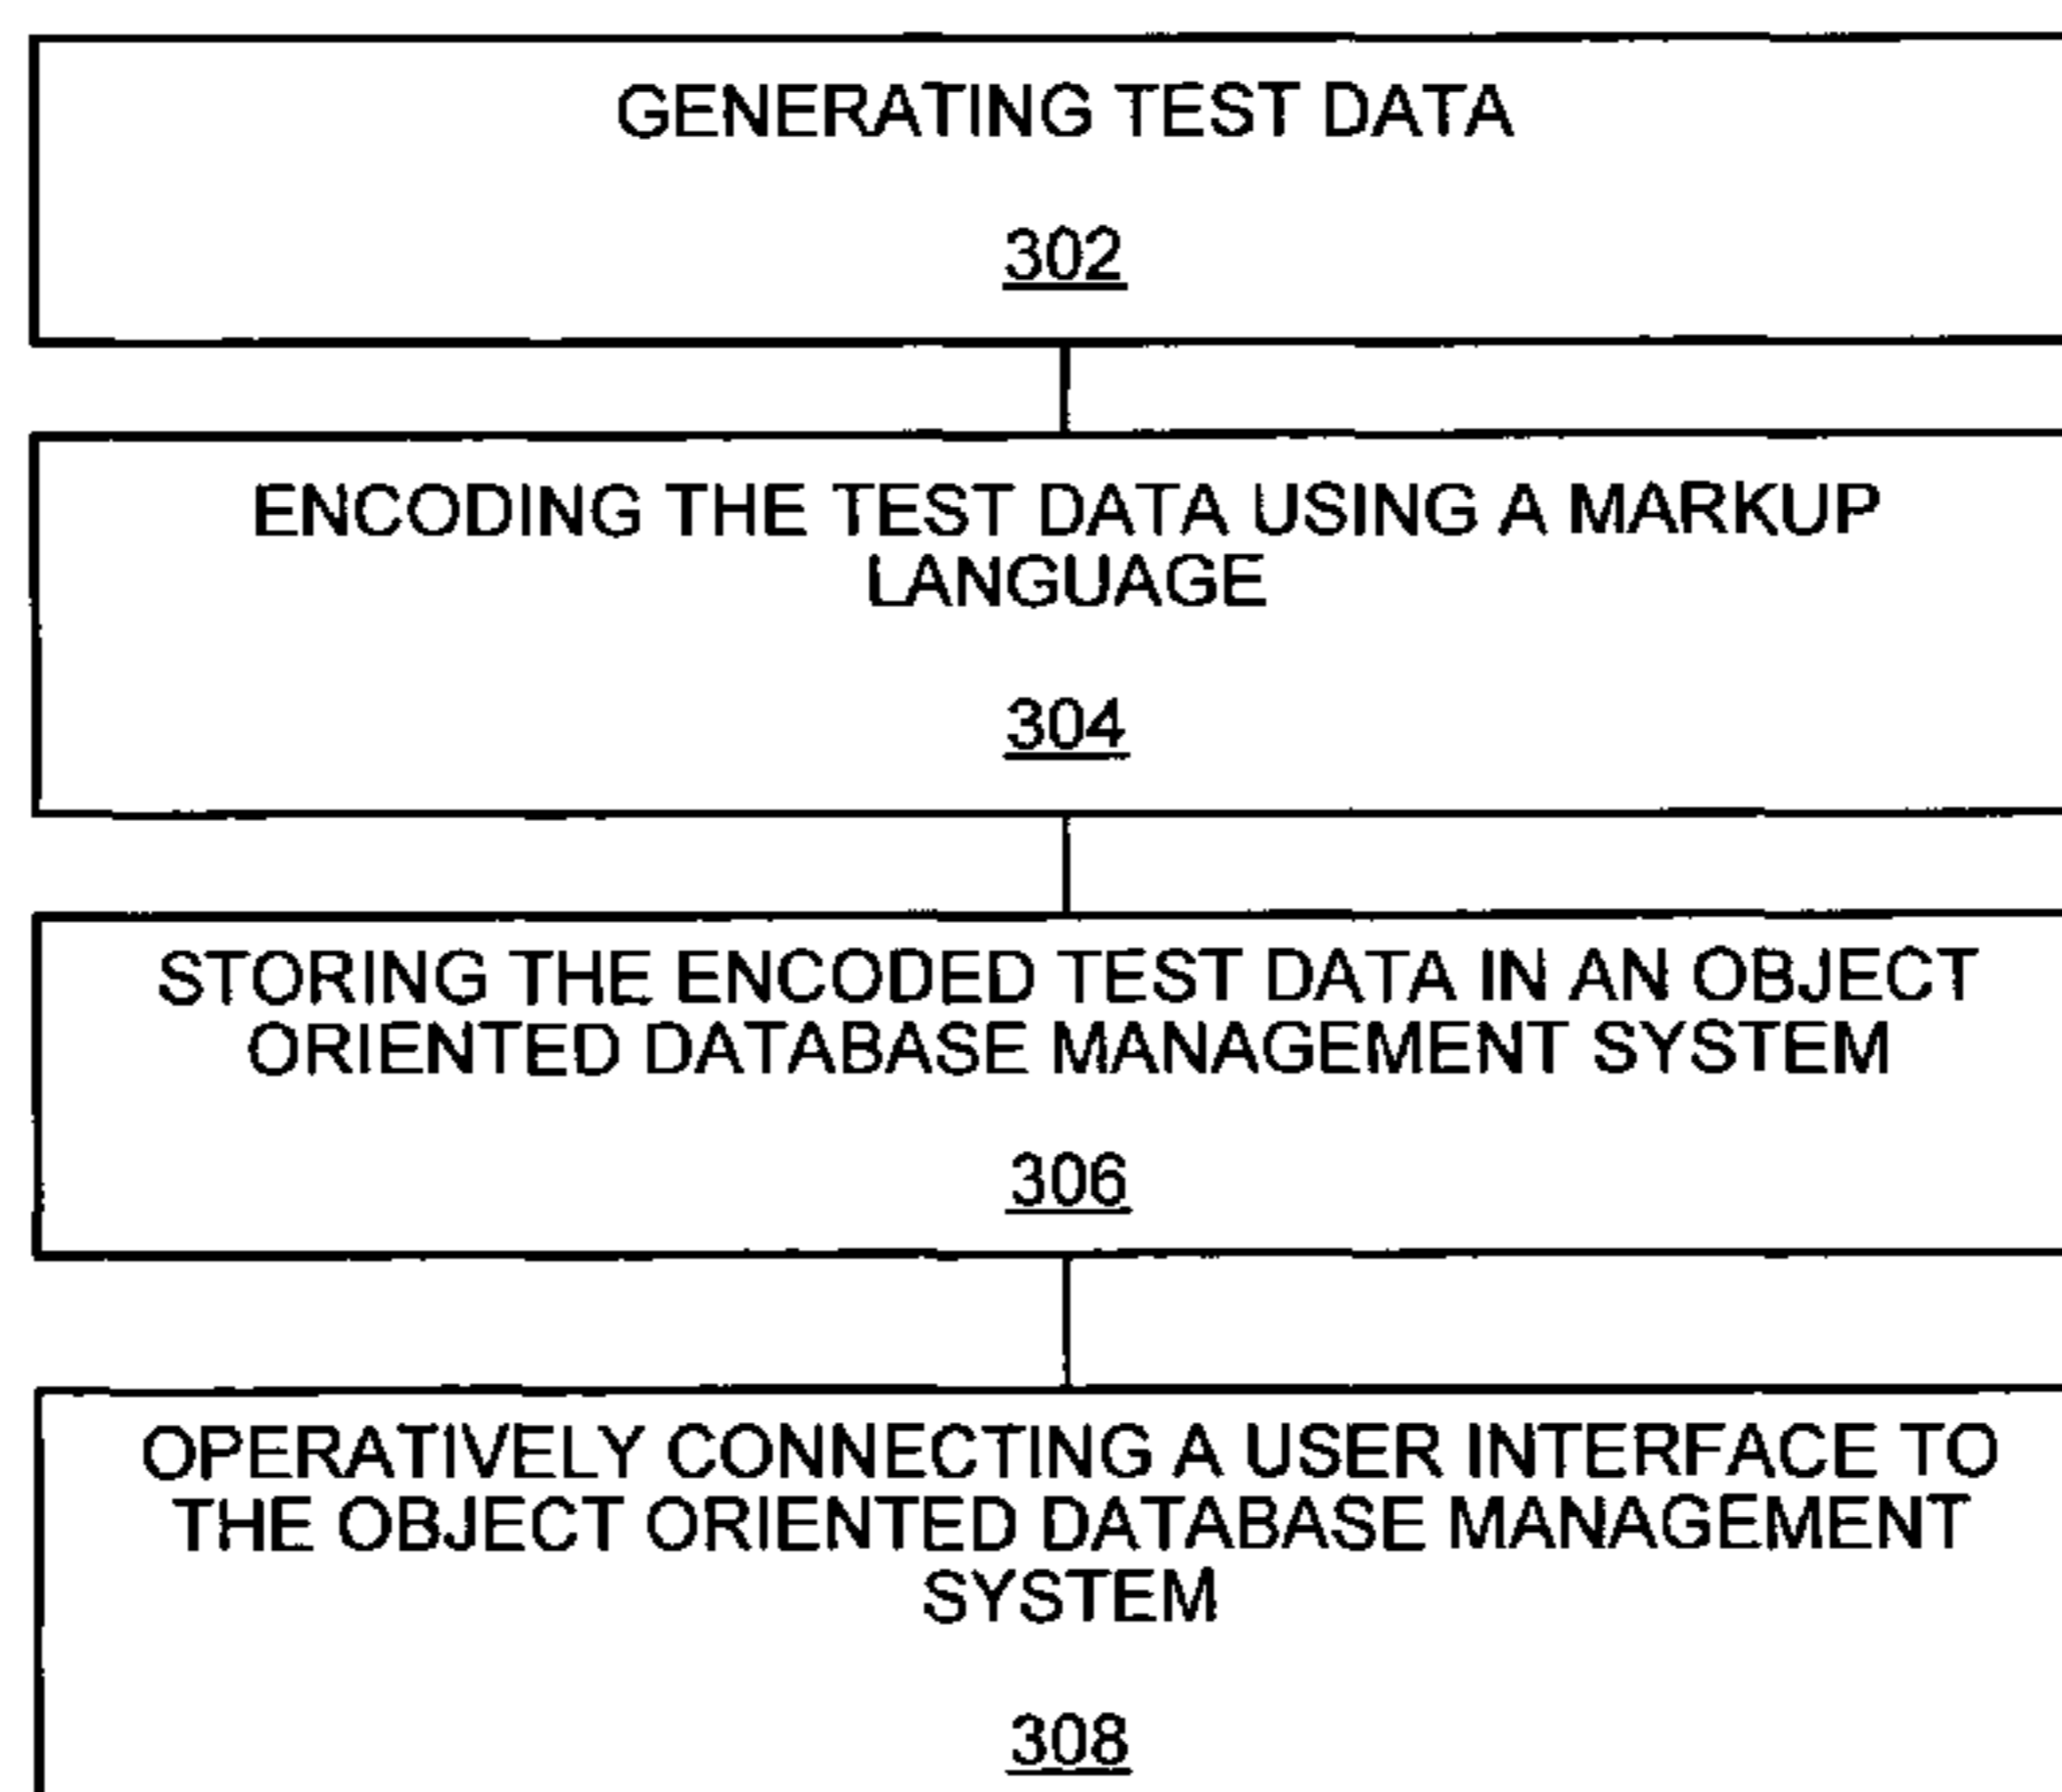 GENERATING TEST DATA
302
ENCODING THE TEST DATA USING A MARKUP
LANGUAGE
304
STORING THE ENCODED TEST DATA IN AN OBJECT
ORIENTED DATABASE MANAGEMENT SYSTEM
306
OPERATIVELY CONNECTING A USER INTERFACE TO
THE OBJECT ORIENTED DATABASE MANAGEMENT
SYSTEM
308